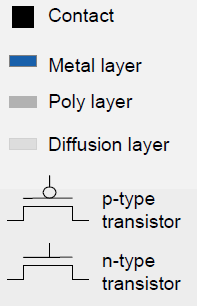 Contact
Metal layer
Poly layer
Diffusion layer
p-type
transistor
n-type
transistor